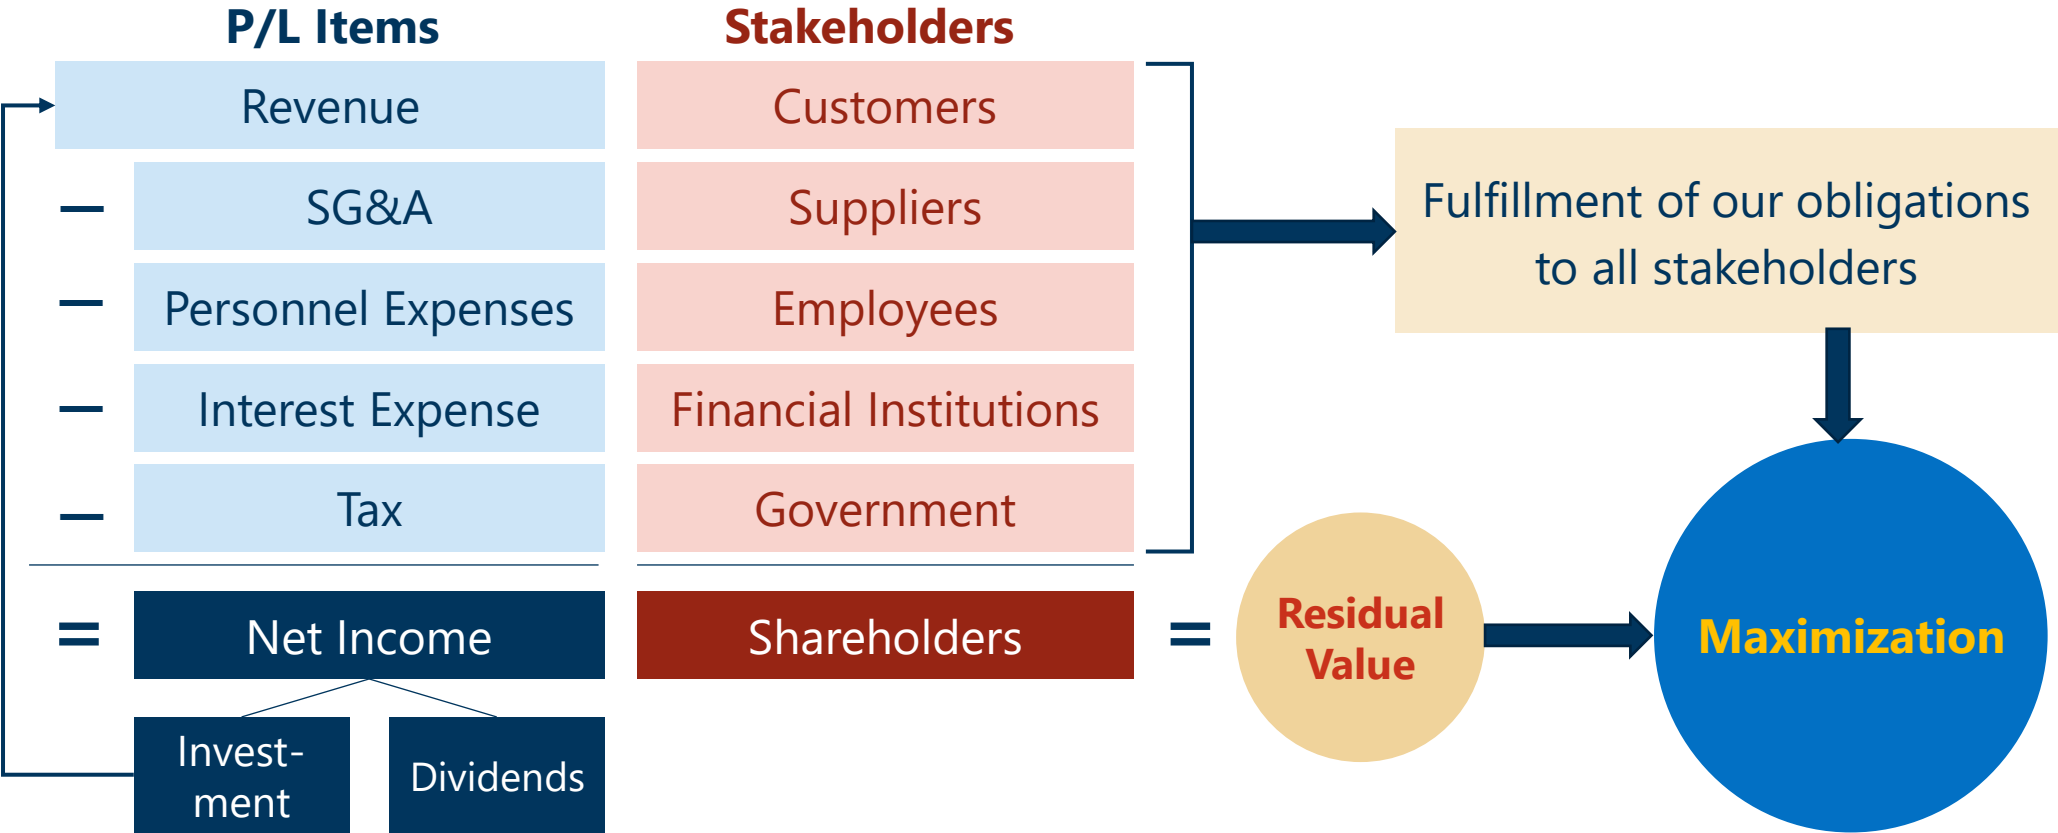 P/L Items
Stakeholders
Revenue
Customers
— SG&A
Suppliers
— Personnel Expenses
Employees
— Interest Expense
Financial Institutions
— Tax
Government
= Net Income
Shareholders
=
Residual
Value
Invest-
ment
Dividends
Fulfillment of our obligations
to all stakeholders
Maximization